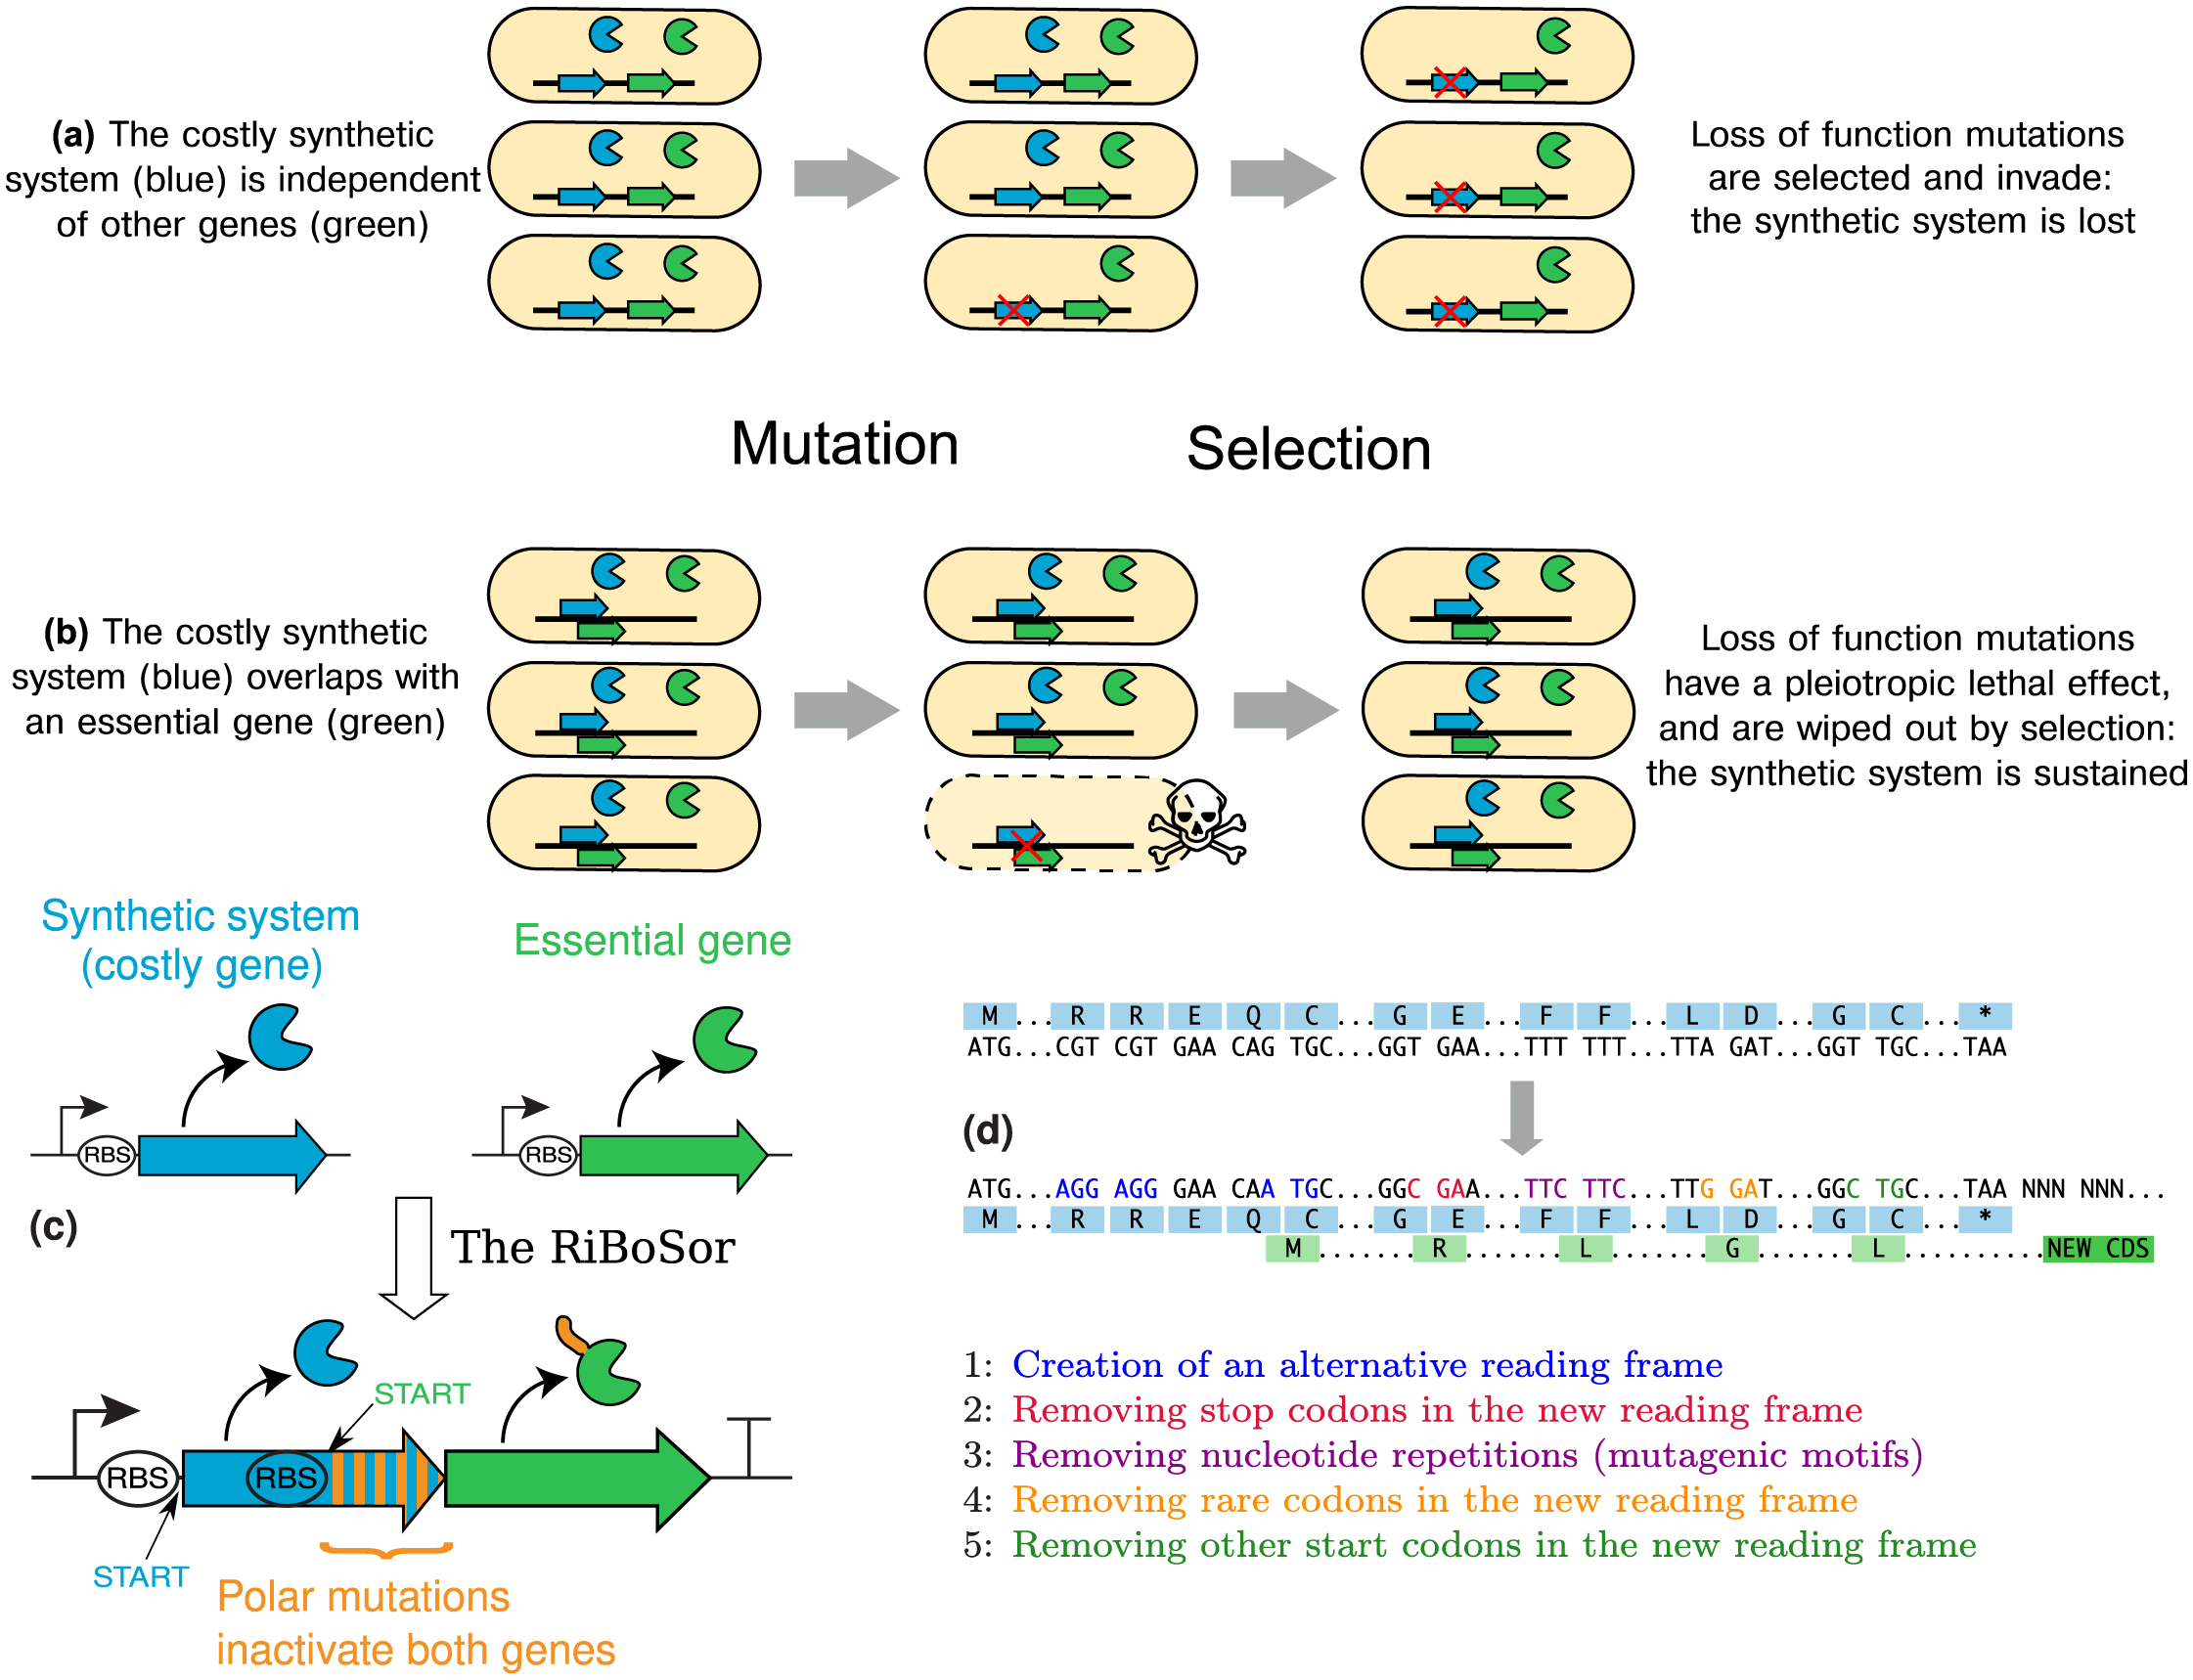 (a) The costly synthetic
system (blue) is independent
of other genes (green)
Loss of function mutations
are selected and invade:
the synthetic system is lost
Mutation
Selection
(b) The costly synthetic
system (blue) overlaps with
an essential gene (green)
Loss of function mutations
have a pleiotropic lethal effect,
and are wiped out by selection:
the synthetic system is sustained
Synthetic system
(costly gene)
Essential gene
RBS
RBS
(c)
The RiBoSor
START
RBS
RBS
START
Polar mutations
inactivate both genes
M...R R E Q C...G E...F F...L D...G C...*
ATG...CGT CGT GAA CAG TGC...GGT GAA...TTT TTT...TTA GAT...GGT TGC...TAA
(d)
ATG...AGG AGG GAA CAA TGC...GGC GAA...TTC TTC...TTG GAT...GGC TGC...TAA NNN NNN...
M...R R E Q C...G E...F F...L D...G C...*
M.......R.......L.......G.......L..........NEW CDS
1: Creation of an alternative reading frame
2: Removing stop codons in the new reading frame
3: Removing nucleotide repetitions (mutagenic motifs)
4: Removing rare codons in the new reading frame
5: Removing other start codons in the new reading frame